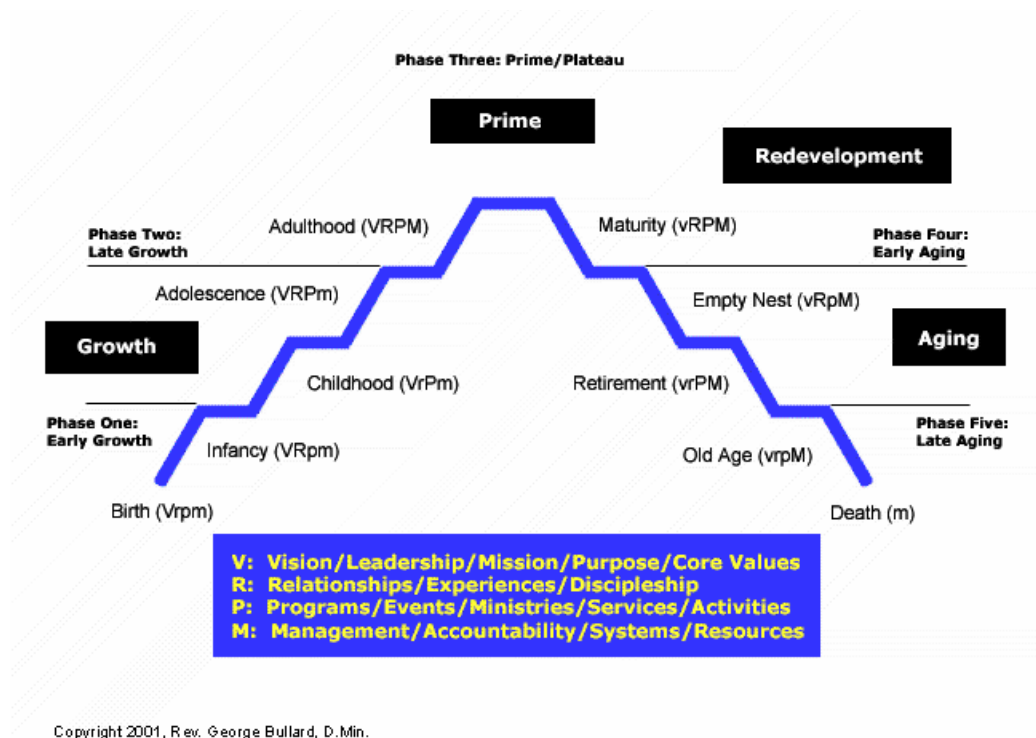 Phase Three: Prime/Plateau
Prime
Redevelopment
Adulthood (VRPM)
Maturity (vRPM)
Phase Two:
Late Growth
Phase Four:
Early Aging
Adolescence (VRPm)
Empty Nest (vRpM)
Growth
Aging
Childhood (VrPm)
Retirement (vrPM)
Phase One:
Early Growth
Phase Five:
Late Aging
Infancy (VRpm)
Old Age (vrpM)
Birth (Vrpm)
Death (m)
V: Vision/Leadership/Mission/Purpose/Core Values
R: Relationships/Experiences/Discipleship
P: Programs/Events/Ministries/Services/Activities
M: Management/Accountability/Systems/Resources
Copyright 2001, Rev. George Bullard, D.Min.